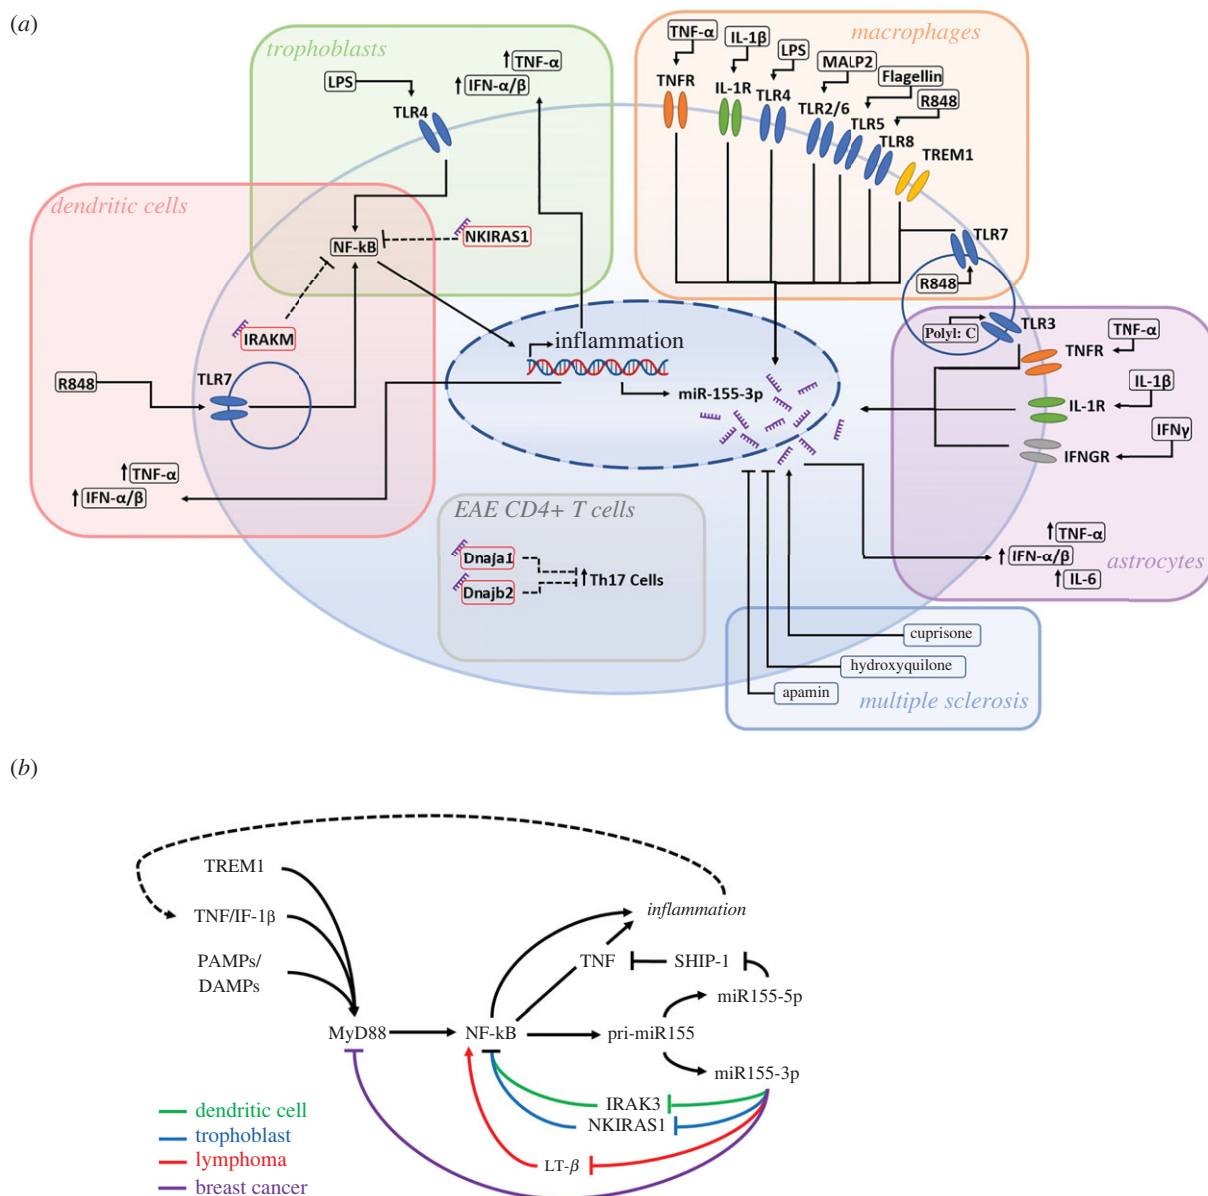 (a)
trophoblasts
LPS
TLR4
TNF-α
IFN-α/β
macrophages
TNF-α
IL-1β
LPS
MALP2
Flagellin
R848
TNFR
IL-1R
TLR4
TLR2/6
TLR5
TLR8
TREM1
TLR7
R848
dendritic cells
NF-kB
NKIRAS1
IRAKM
R848
TLR7
TNF-α
IFN-α/β
inflammation
miR-155-3p
PolyI: C
TLR3
TNFR
TNF-α
IL-1β
IL-1R
IFNγ
IFNGR
TNF-α
IFN-α/β
IL-6
astrocytes
EAE CD4+ T cells
Dnaja1
Dnajb2
Th17 Cells
cuprisone
hydroxyquilone
apamin
multiple sclerosis
(b)
TREM1
TNF/IF-1β
PAMPs/
DAMPs
MyD88
NF-kB
inflammation
TNF
SHIP-1
miR155-5p
pri-miR155
miR155-3p
IRAK3
NKIRAS1
LT-β
dendritic cell
trophoblast
lymphoma
breast cancer